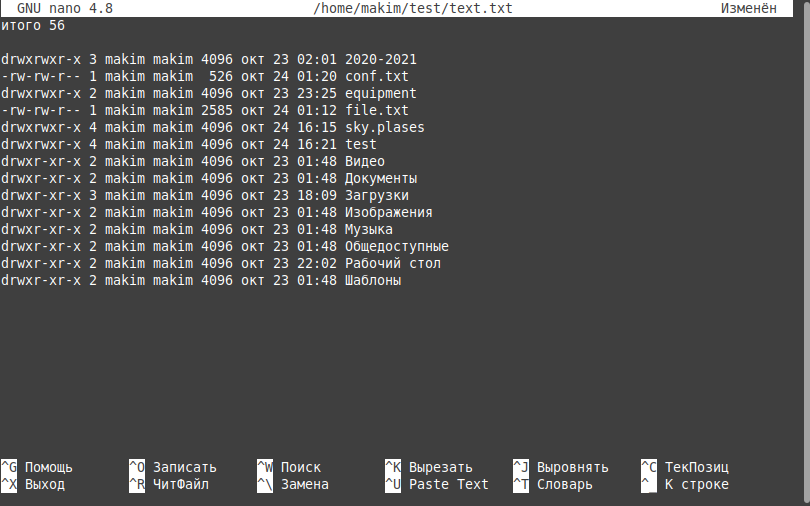 GNU nano 4.8 /home/makim/test/text.txt Изменён
итого 56
drwxrwxr-x 3 makim makim 4096 окт 23 02:01 2020-2021
-rw-rw-r-- 1 makim makim  526 окт 24 01:20 conf.txt
drwxrwxr-x 2 makim makim 4096 окт 23 23:25 equipment
-rw-rw-r-- 1 makim makim 2585 окт 24 01:12 file.txt
drwxrwxr-x 4 makim makim 4096 окт 24 16:15 sky.plases
drwxrwxr-x 4 makim makim 4096 окт 24 16:21 test
drwxr-xr-x 2 makim makim 4096 окт 23 01:48 Видео
drwxr-xr-x 2 makim makim 4096 окт 23 01:48 Документы
drwxr-xr-x 3 makim makim 4096 окт 23 18:09 Загрузки
drwxr-xr-x 2 makim makim 4096 окт 23 01:48 Изображения
drwxr-xr-x 2 makim makim 4096 окт 23 01:48 Музыка
drwxr-xr-x 2 makim makim 4096 окт 23 01:48 Общедоступные
drwxr-xr-x 2 makim makim 4096 окт 23 22:02 Рабочий стол
drwxr-xr-x 2 makim makim 4096 окт 23 01:48 Шаблоны
^G Помощь ^O Записать ^W Поиск ^K Вырезать ^J Выровнять ^C ТекПозиц
^X Выход ^R ЧитФайл ^\ Замена ^U Paste Text ^T Словарь ^_ К строке